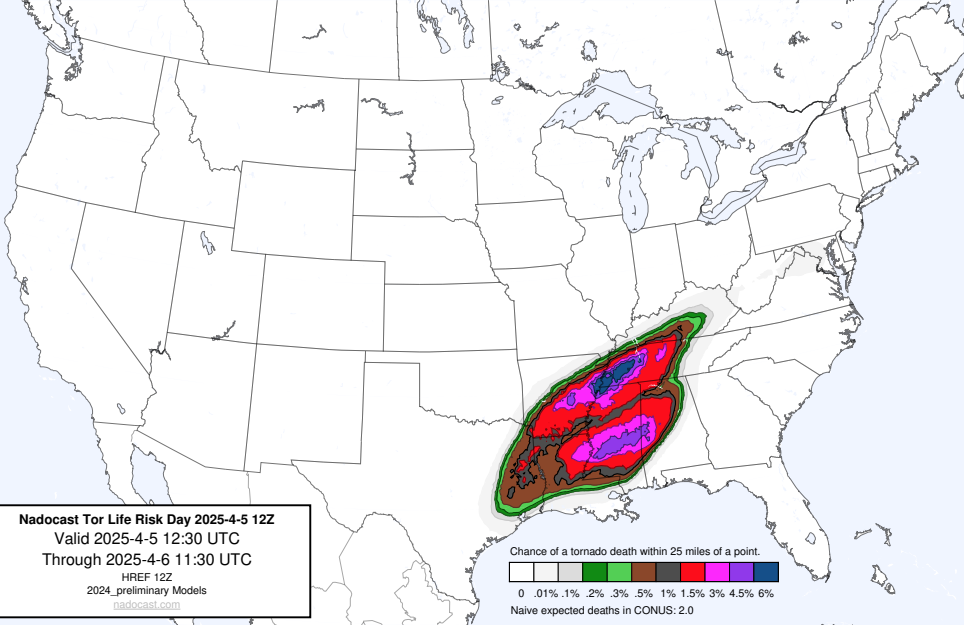 Nadocast Tor Life Risk Day 2025-4-5 12Z
Valid 2025-4-5 12:30 UTC
Through 2025-4-6 11:30 UTC
HREF 12Z
2024_preliminary Models
nadocast.com
Chance of a tornado death within 25 miles of a point.
0 .01% .1% .2% .3% .5% 1% 1.5% 3% 4.5% 6%
Naive expected deaths in CONUS: 2.0